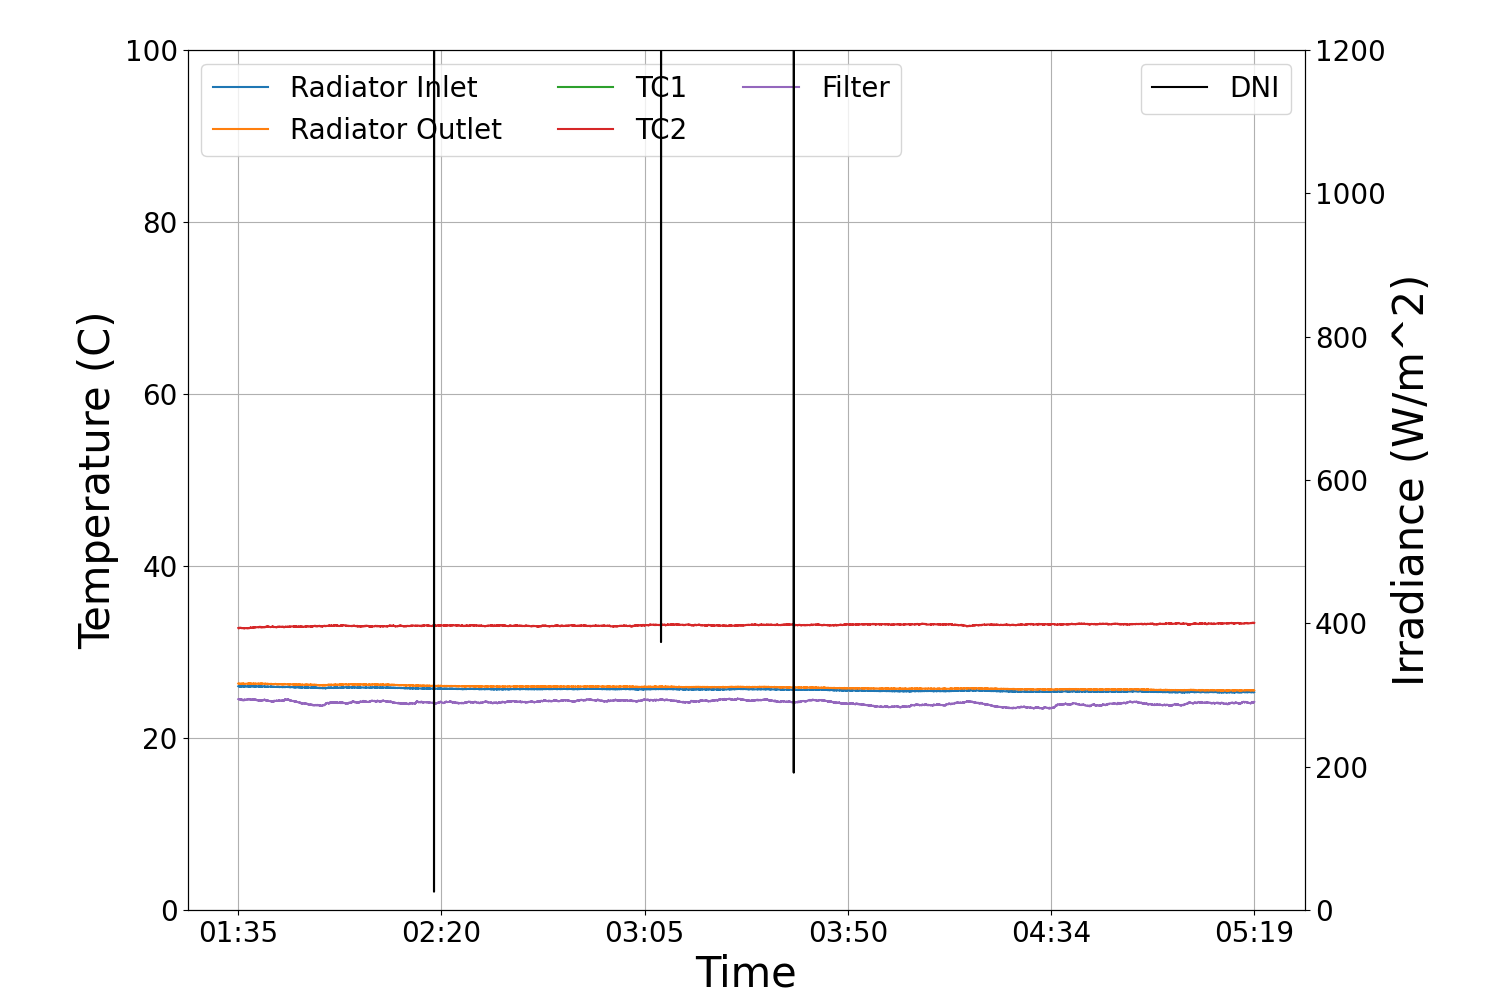 100
80
60
40
20
0
Temperature (C)
Radiator Inlet
Radiator Outlet
TC1
TC2
Filter
DNI
1200
1000
800
600
400
200
0
Irradiance (W/m^2)
01:35 02:20 03:05 03:50 04:34 05:19
Time